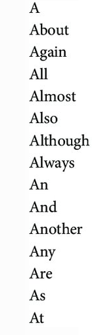 A
About
Again
All
Almost
Also
Although
Always
An
And
Another
Any
Are
As
At